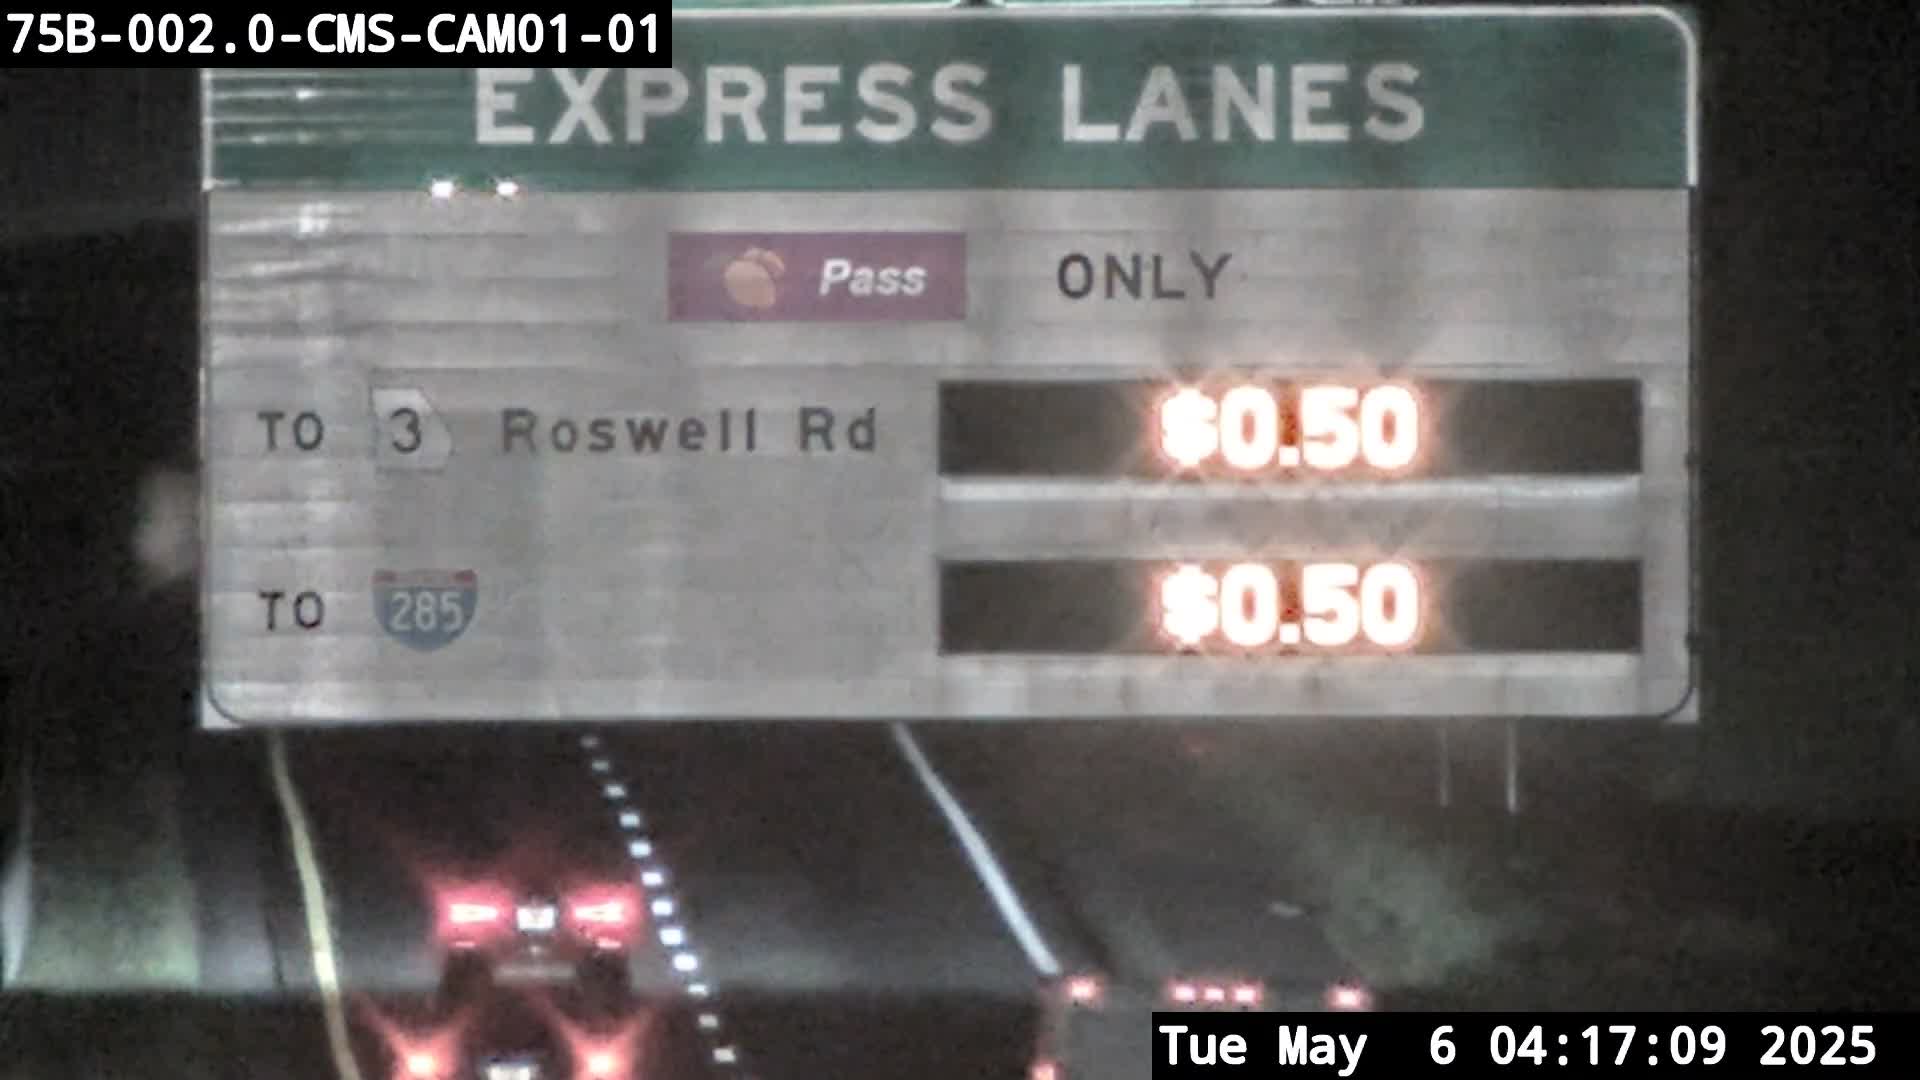 75B-002.0-CMS-CAM01-01
EXPRESS LANES
Pass ONLY
TO 3 Roswell Rd $0.50
TO 285 $0.50
Tue May 6 04:17:09 2025